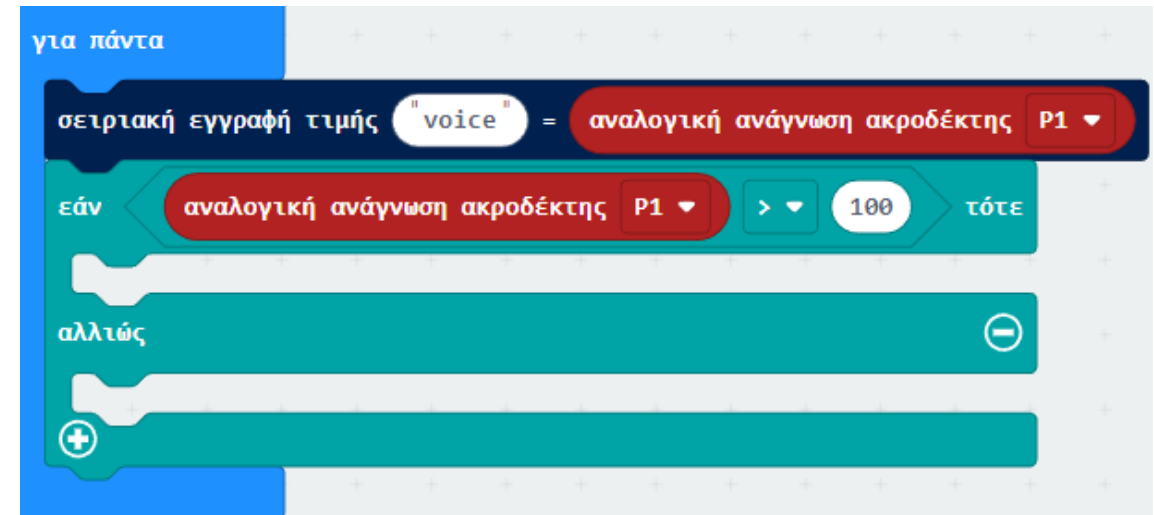 για πάντα
σειριακή εγγραφή τιμής "voice" = αναλογική ανάγνωση ακροδέκτης P1
εάν αναλογική ανάγνωση ακροδέκτης P1 > 100 τότε
αλλιώς